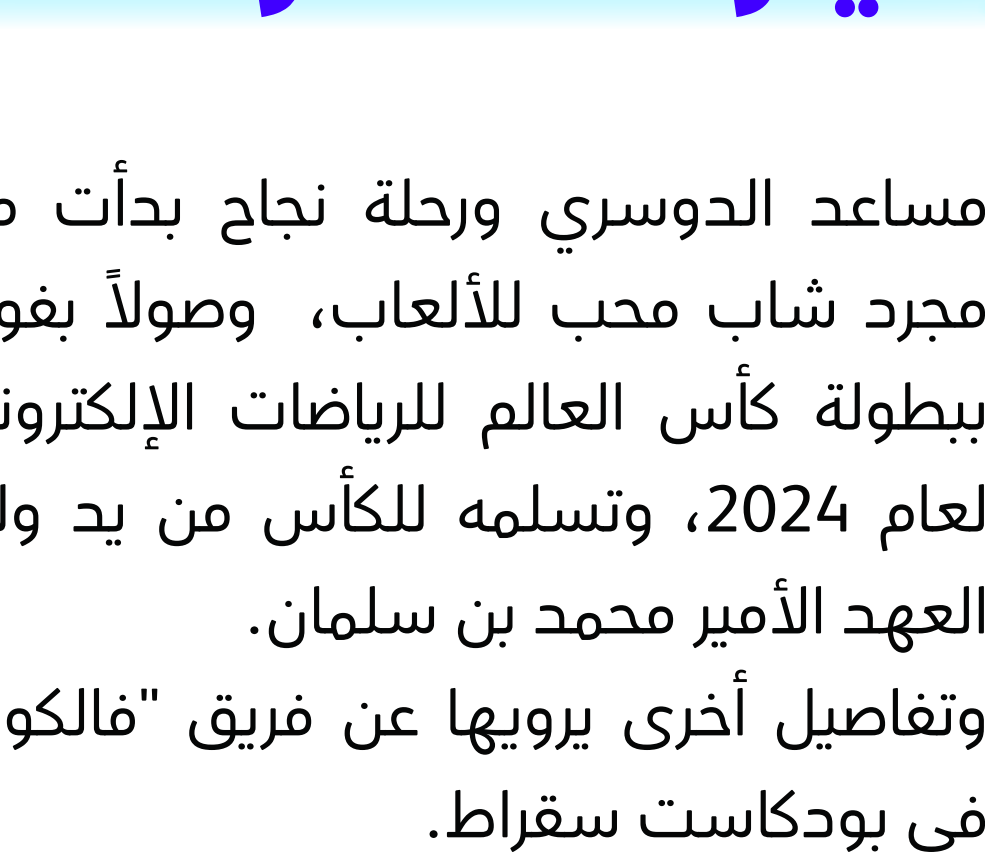 مساعد الدوسري ورحلة نجاح بدأت
مجرد شاب محب للألعاب، وصولاً
ببطولة كأس العالم للرياضات
لعام 2024، وتسلمه للكأس من يد
العهد الأمير محمد بن سلمان.
وتفاصيل أخرى يرويها عن فريق
في بودكاست سقراط.